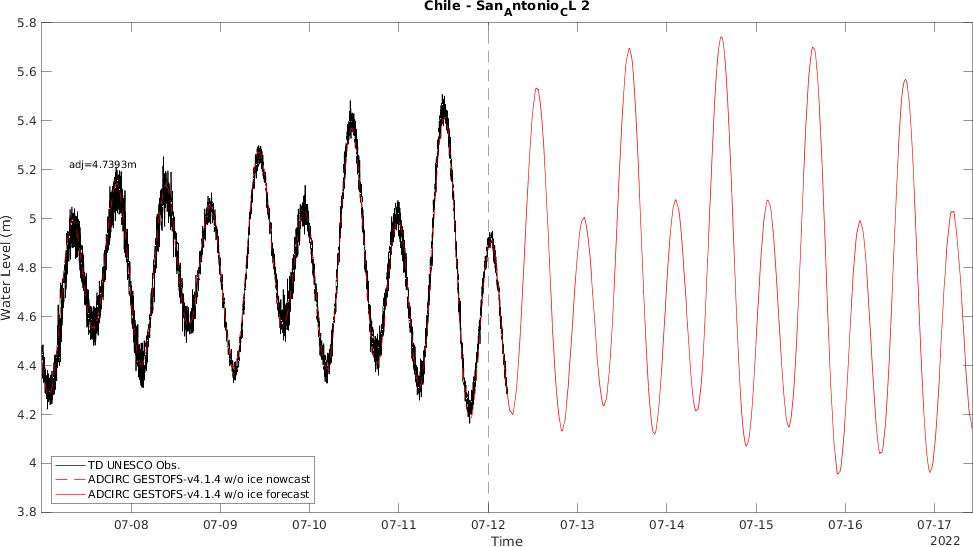 Chile - SanAntonioCL 2
5.8
5.6
5.4
5.2
5
4.8
4.6
4.4
4.2
4
3.8
Water Level (m)
adj=4.7393m
TD UNESCO Obs.
ADCIRC GESTOFS-v4.1.4 w/o ice nowcast
ADCIRC GESTOFS-v4.1.4 w/o ice forecast
07-08 07-09 07-10 07-11 07-12 07-13 07-14 07-15 07-16 07-17
Time
2022